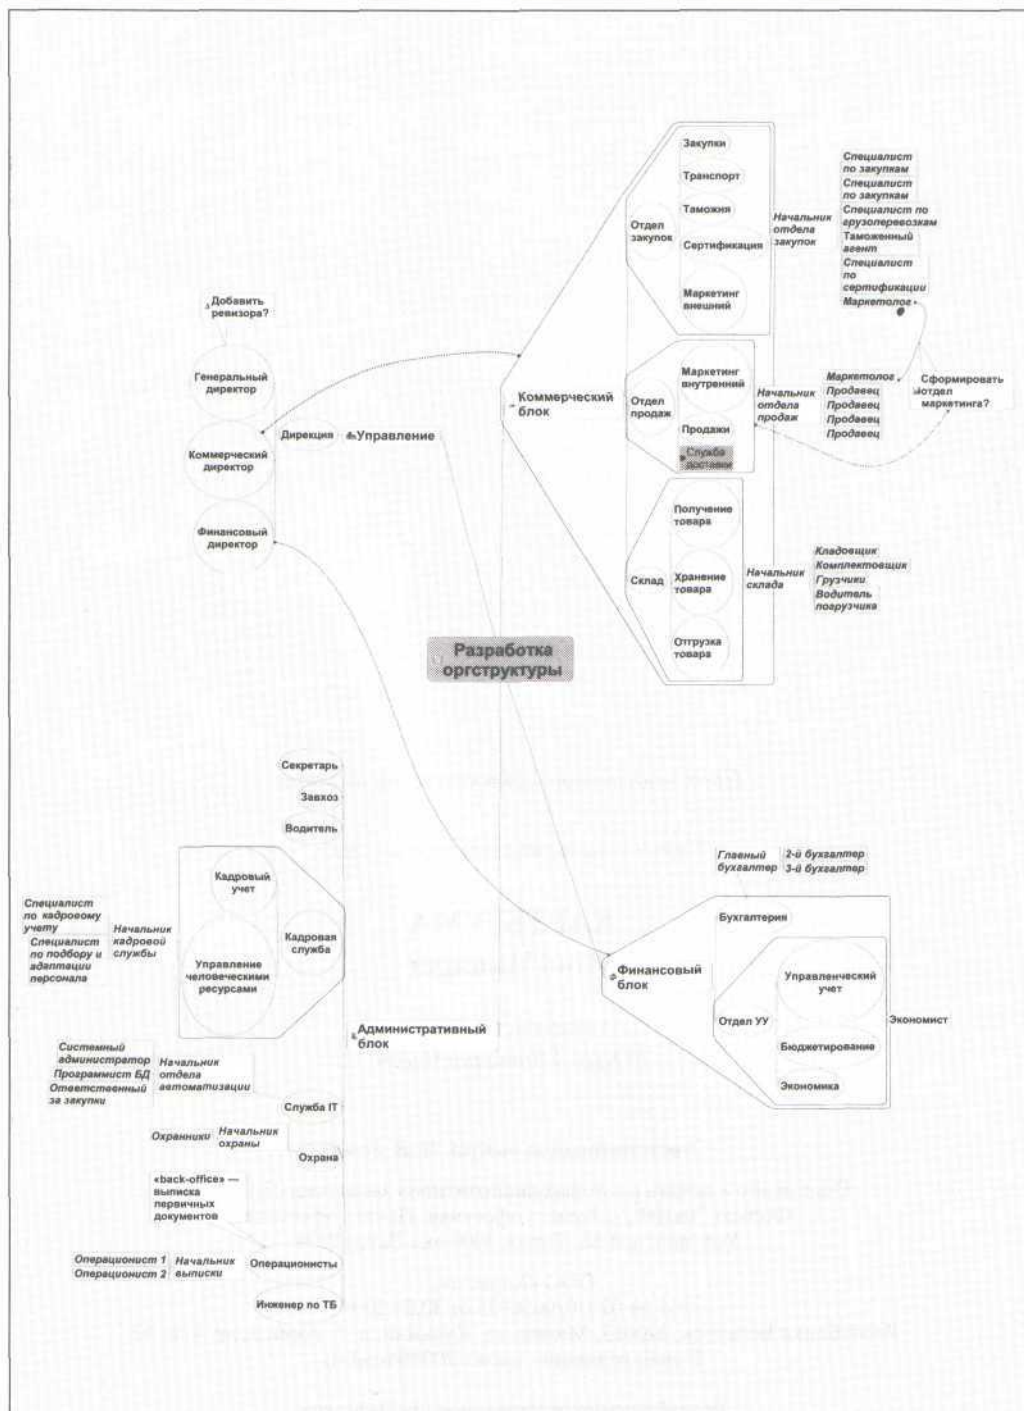 Закупки
Транспорт
Таможня
Отдел
закупок
Сертификация
Маркетинг
внешний
Начальник
отдела
закупок
Специалист
по закупкам
Специалист
по закупкам
Специалист по
грузоперевозкам
Таможенный
агент
Специалист
по
сертификации
Маркетолог
Добавить
ревизора?
Генеральный
директор
Коммерческий
директор
Финансовый
директор
Дирекция
Управление
Коммерческий
блок
Отдел
продаж
Маркетинг
внутренний
Продажи
Служба
доставки
Начальник
отдела
продаж
Маркетолог
Продавец
Продавец
Продавец
Продавец
Сформировать
отдел
маркетинга?
Склад
Получение
товара
Хранение
товара
Отгрузка
товара
Начальник
склада
Кладовщик
Комплектовщик
Грузчики
Водитель
погрузчика
Разработка
оргструктуры
Секретарь
Завхоз
Водитель
Кадровый
учет
Управление
человеческими
ресурсами
Кадровая
служба
Начальник
кадровой
службы
Специалист
по кадровому
учету
Специалист
по подбору и
адаптации
персонала
Административный
блок
Системный
администратор
Программист БД
Ответственный
за закупки
Начальник
отдела
автоматизации
Служба IT
Охранники
Начальник
охраны
Охрана
«back-office» —
выписка
первичных
документов
Операционист 1
Операционист 2
Начальник
выписки
Операционисты
Инженер по ТБ
Главный
бухгалтер
2-й бухгалтер
3-й бухгалтер
Бухгалтерия
Финансовый
блок
Отдел УУ
Управленческий
учет
Бюджетирование
Экономика
Экономист